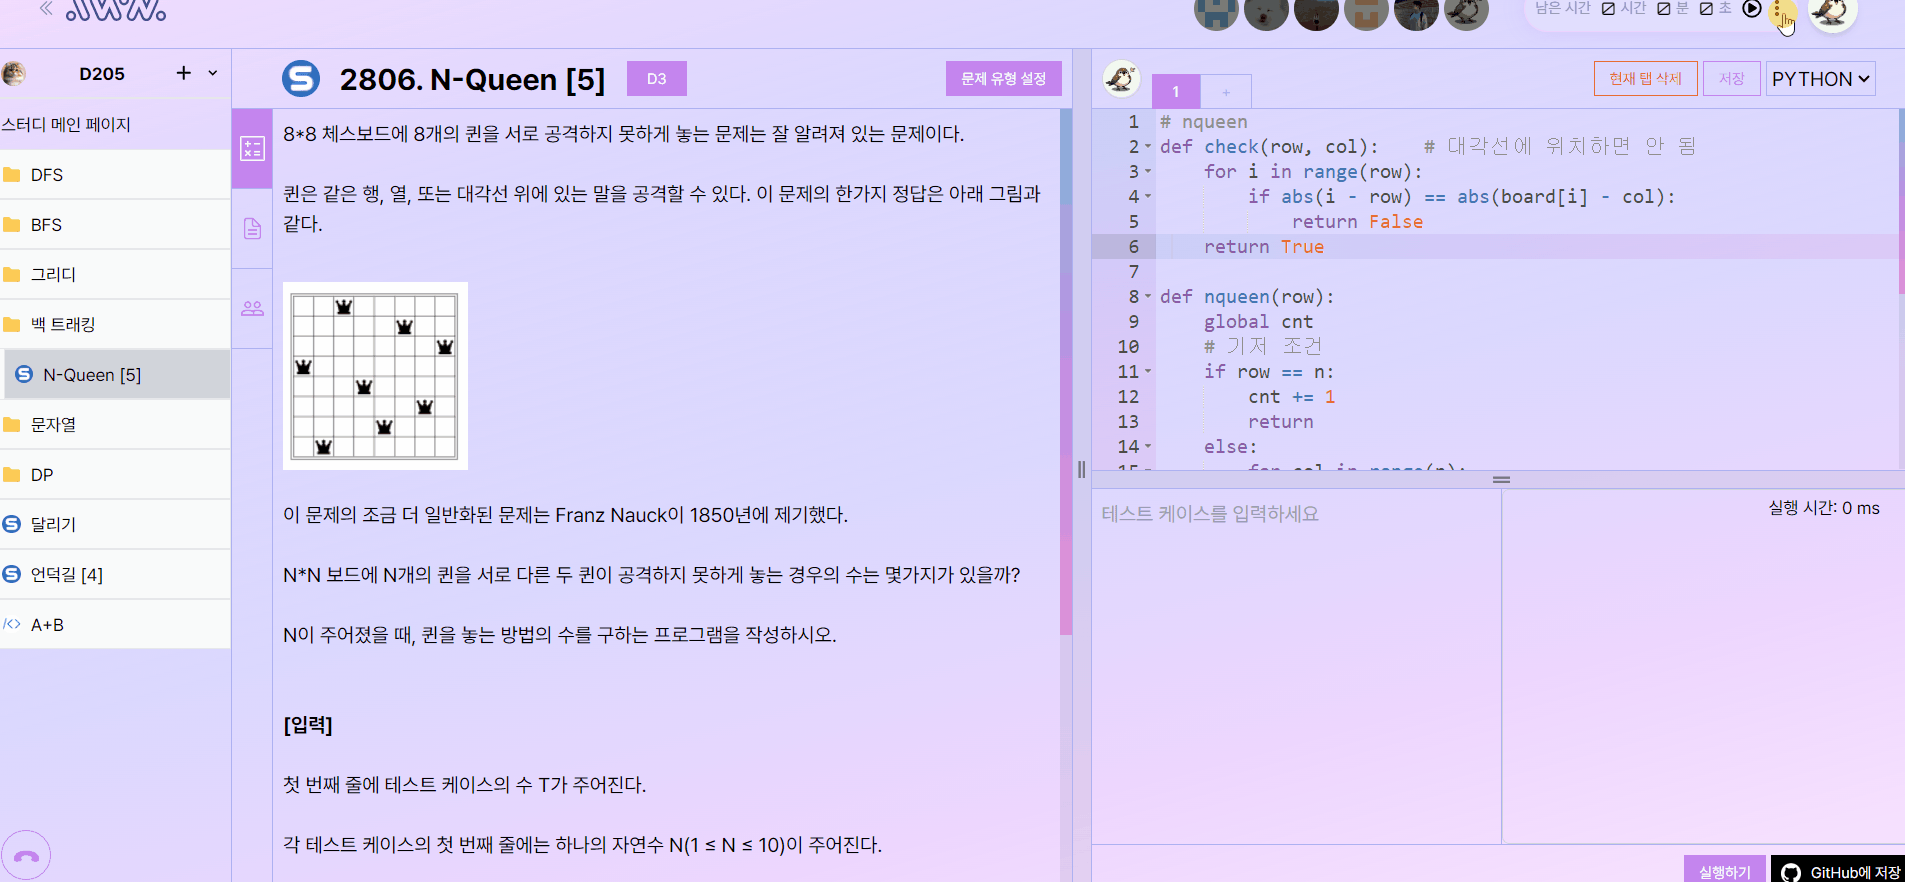 남은 시간 시간 분 초
D205
스터디 메인 페이지
DFS
BFS
그리디
백 트래킹
N-Queen [5]
문자열
DP
달리기
언덕길 [4]
A+B
2806. N-Queen [5]
D3
문제 유형 설정
8*8 체스보드에 8개의 퀸을 서로 공격하지 못하게 놓는 문제는 잘 알려져 있는 문제이다.
퀸은 같은 행, 열, 또는 대각선 위에 있는 말을 공격할 수 있다. 이 문제의 한가지 정답은 아래 그림과
같다.
이 문제의 조금 더 일반화된 문제는 Franz Nauck이 1850년에 제기했다.
N*N 보드에 N개의 퀸을 서로 다른 두 퀸이 공격하지 못하게 놓는 경우의 수는 몇가지가 있을까?
N이 주어졌을 때, 퀸을 놓는 방법의 수를 구하는 프로그램을 작성하시오.
[입력]
첫 번째 줄에 테스트 케이스의 수 T가 주어진다.
각 테스트 케이스의 첫 번째 줄에는 하나의 자연수 N(1 ≤ N ≤ 10)이 주어진다.
1
+
현재 탭 삭제
저장
PYTHON
1 # nqueen
2 def check(row, col):    # 대각선에 위치하면 안 됨
3     for i in range(row):
4         if abs(i - row) == abs(board[i] - col):
5             return False
6     return True
7
8 def nqueen(row):
9     global cnt
10     # 기저 조건
11     if row == n:
12         cnt += 1
13         return
14     else:
15         for col in range(n):
테스트 케이스를 입력하세요
실행 시간: 0 ms
실행하기
GitHub에 저장